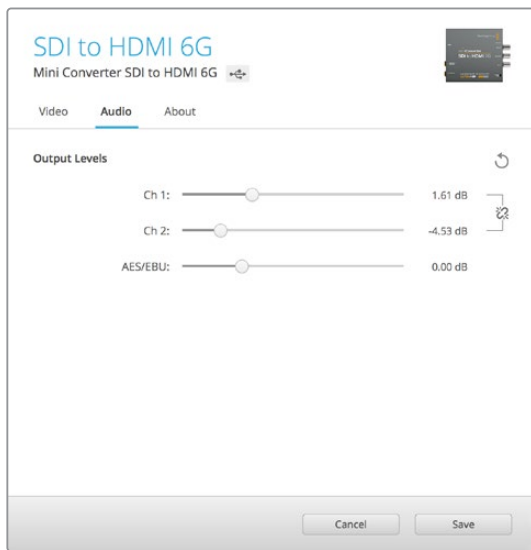 SDI to HDMI 6G
Mini Converter SDI to HDMI 6G
Video Audio About
Output Levels
Ch 1: 1.61 dB
Ch 2: -4.53 dB
AES/EBU: 0.00 dB
Cancel Save